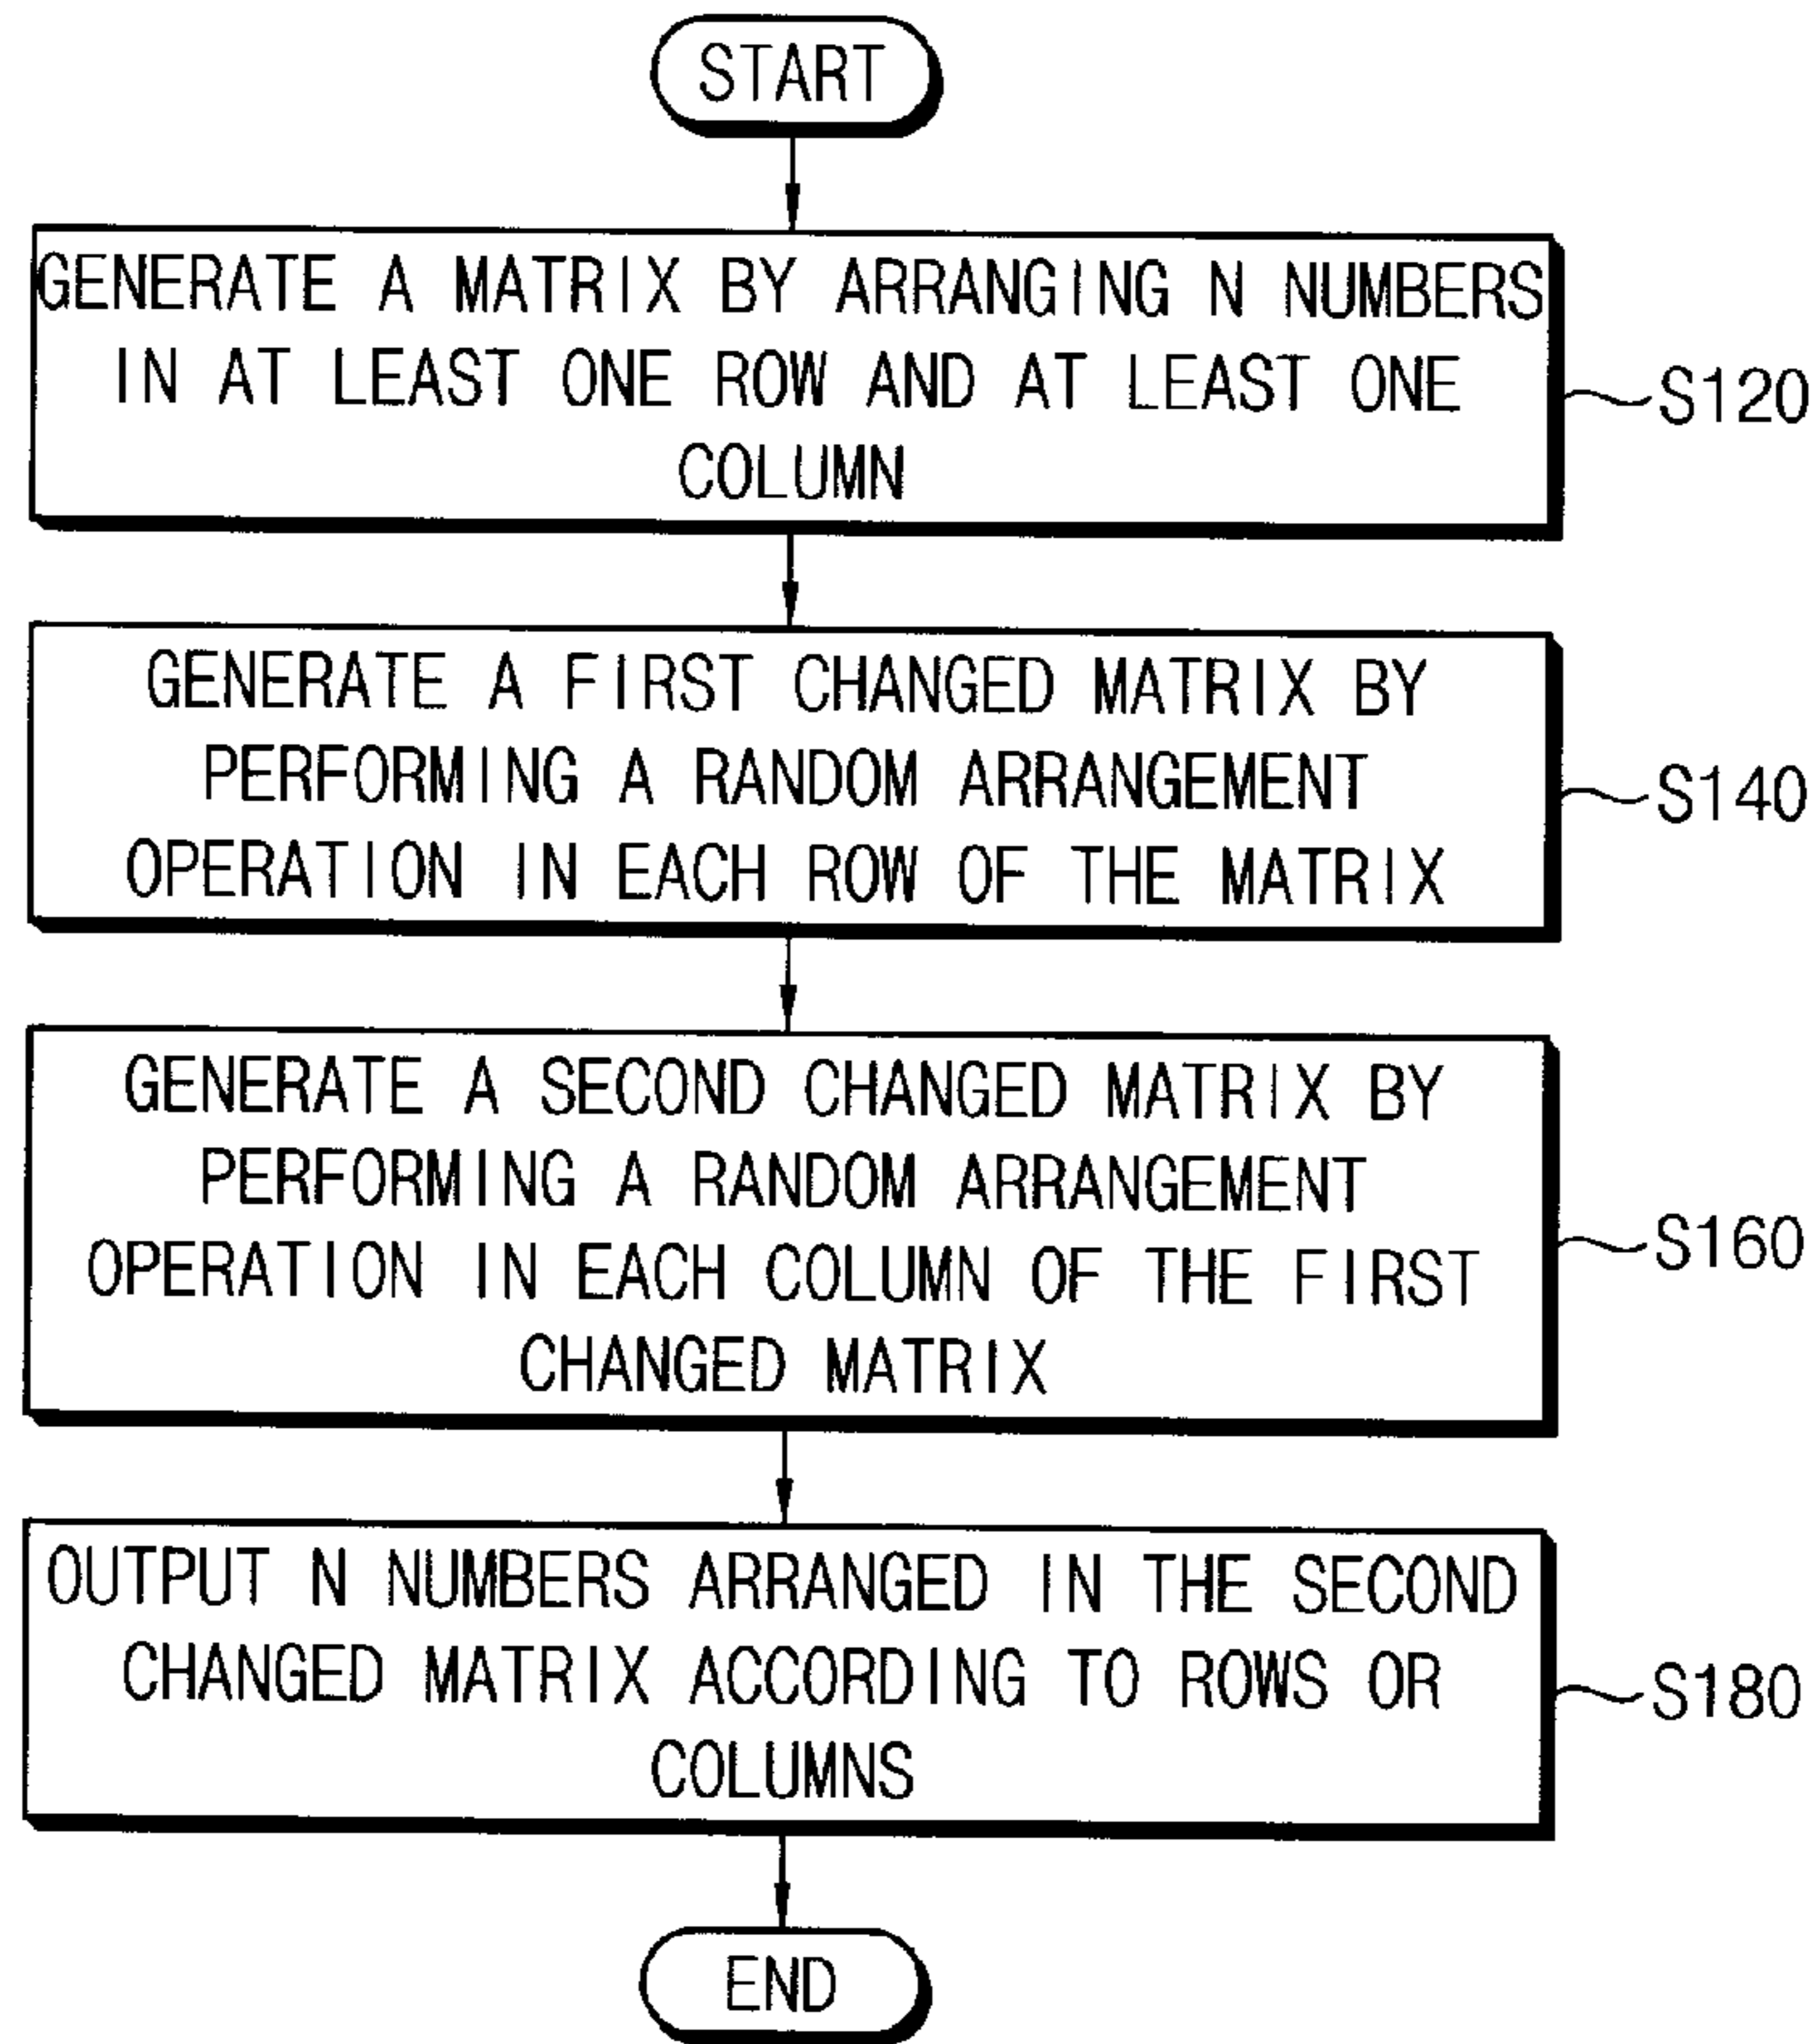 START
GENERATE A MATRIX BY ARRANGING N NUMBERS
IN AT LEAST ONE ROW AND AT LEAST ONE
COLUMN
S120
GENERATE A FIRST CHANGED MATRIX BY
PERFORMING A RANDOM ARRANGEMENT
OPERATION IN EACH ROW OF THE MATRIX
S140
GENERATE A SECOND CHANGED MATRIX BY
PERFORMING A RANDOM ARRANGEMENT
OPERATION IN EACH COLUMN OF THE FIRST
CHANGED MATRIX
S160
OUTPUT N NUMBERS ARRANGED IN THE SECOND
CHANGED MATRIX ACCORDING TO ROWS OR
COLUMNS
S180
END